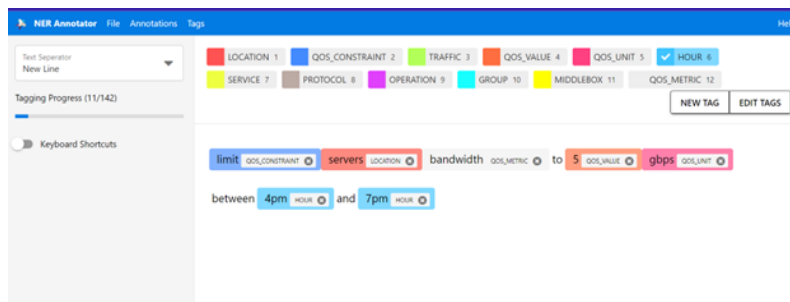 NER Annotator File Annotations Tags Hel
Text Seperator
New Line
LOCATION 1 QOS_CONSTRAINT 2 TRAFFIC 3 QOS_VALUE 4 QOS_UNIT 5 HOUR 6
SERVICE 7 PROTOCOL 8 OPERATION 9 GROUP 10 MIDDLEBOX 11 QOS_METRIC 12
Tagging Progress (11/142)
NEW TAG EDIT TAGS
Keyboard Shortcuts
limit QOS_CONSTRAINT servers LOCATION bandwidth QOS_METRIC to 5 QOS_VALUE gbps QOS_UNIT
between 4pm HOUR and 7pm HOUR